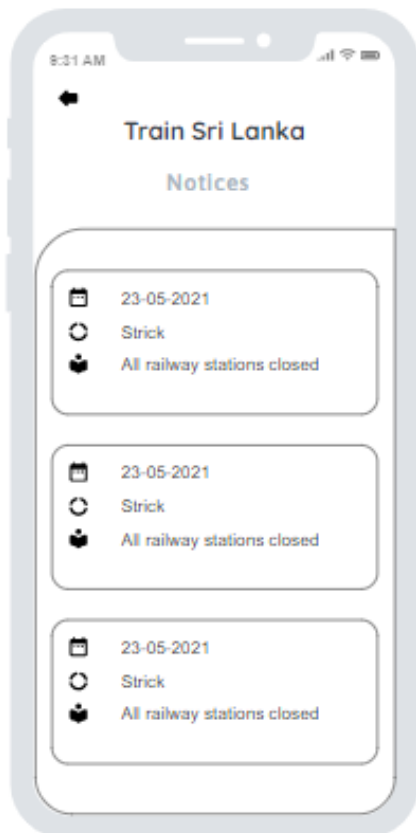 9:31 AM
Train Sri Lanka
Notices
23-05-2021
Strick
All railway stations closed
23-05-2021
Strick
All railway stations closed
23-05-2021
Strick
All railway stations closed